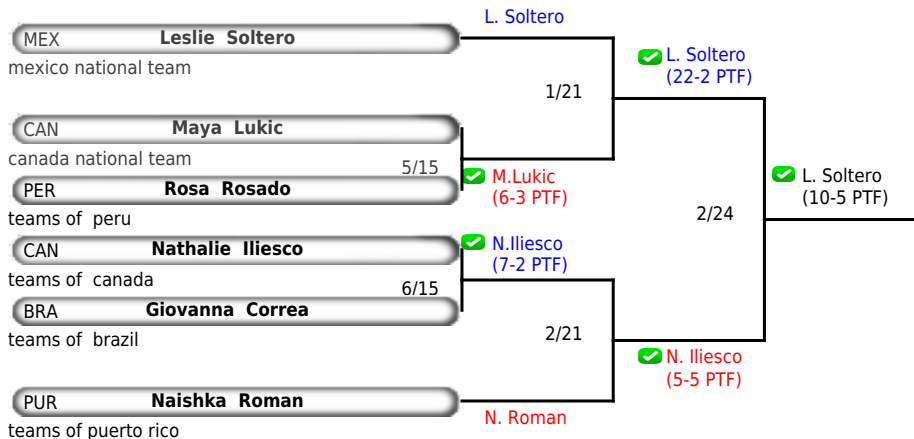 L. Soltero
MEX Leslie Soltero
mexico national team
L. Soltero
(22-2 PTF)
1/21
CAN Maya Lukic
canada national team
5/15
M.Lukic
(6-3 PTF)
PER Rosa Rosado
teams of peru
L. Soltero
(10-5 PTF)
2/24
CAN Nathalie Iliesco
teams of canada
N.Iliesco
(7-2 PTF)
6/15
BRA Giovanna Correa
teams of brazil
2/21
N. Iliesco
(5-5 PTF)
PUR Naishka Roman
teams of puerto rico
N. Roman